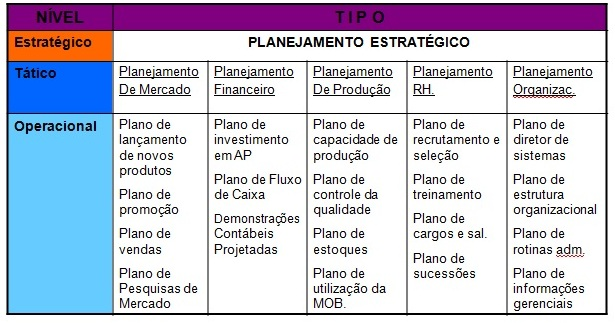 NÍVEL
T I P O
Estratégico
PLANEJAMENTO ESTRATÉGICO
Tático
Planejamento
De Mercado
Planejamento
Financeiro
Planejamento
De Produção
Planejamento
RH.
Planejamento
Organizac.
Operacional
Plano de
lançamento
de novos
produtos
Plano de
promoção
Plano de
vendas
Plano de
Pesquisas de
Mercado
Plano de
investimento
em AP
Plano de Fluxo
de Caixa
Demonstrações
Contábeis
Projetadas
Plano de
capacidade de
produção
Plano de
controle da
qualidade
Plano de
estoques
Plano de
utilização da
MOB.
Plano de
recrutamento e
seleção
Plano de
treinamento
Plano de
cargos e sal.
Plano de
sucessões
Plano de
diretor de
sistemas
Plano de
estrutura
organizacional
Plano de
rotinas adm.
Plano de
informações
gerenciais